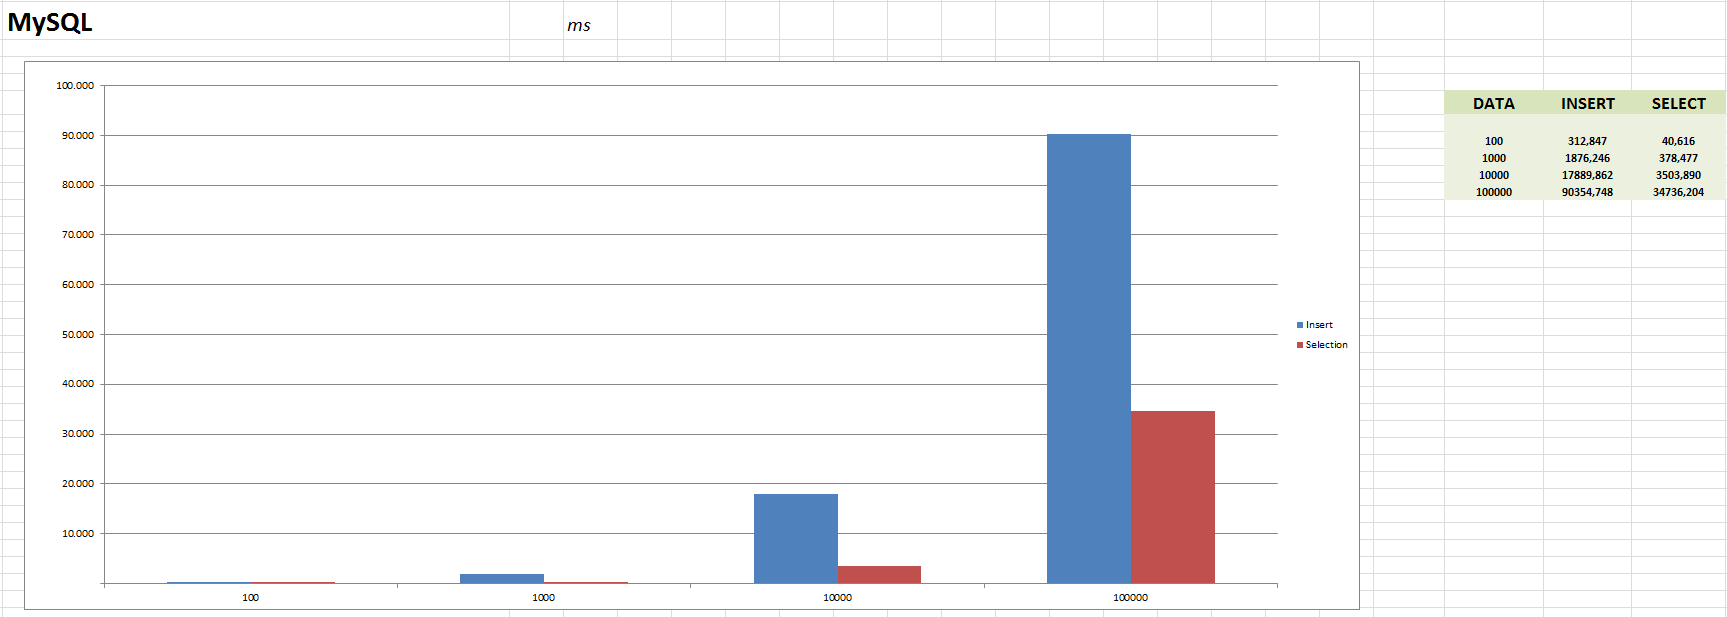 MySQL ms
100.000
90.000
80.000
70.000
60.000
50.000
40.000
30.000
20.000
10.000
100 1000 10000 100000
Insert
Selection
DATA INSERT SELECT
100 312,847 40,616
1000 1876,246 378,477
10000 17889,862 3503,890
100000 90354,748 34736,204